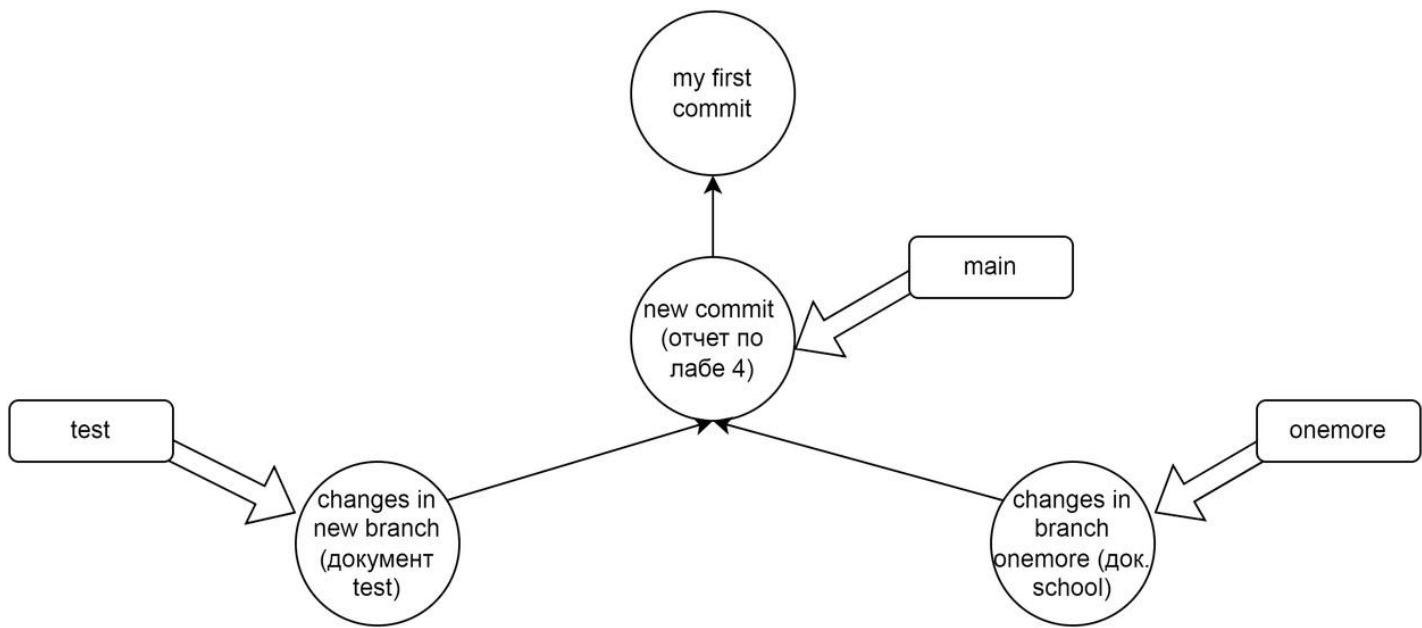 my first
commit
main
new commit
(отчет по
лабе 4)
test
onemore
changes in
new branch
(документ
test)
changes in
branch
onemore (док.
school)